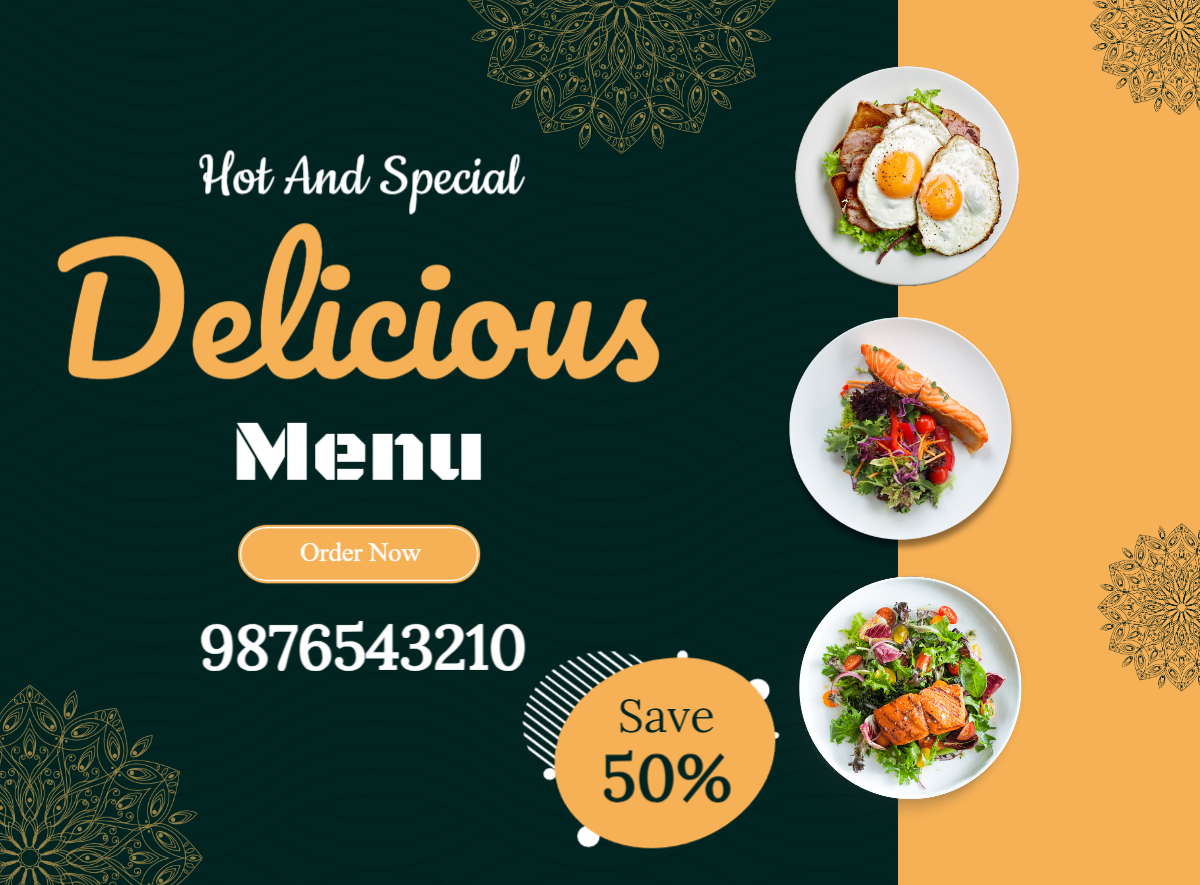 Hot And Special
Delicious
Menu
Order Now
9876543210
Save
50%